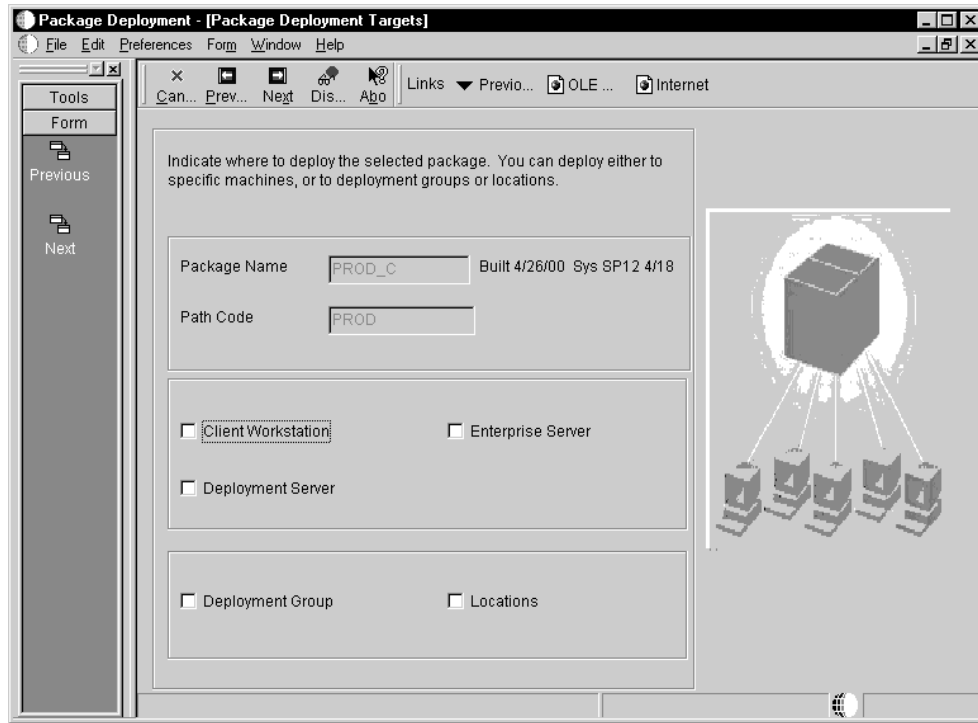 Package Deployment - [Package Deployment Targets]
File Edit Preferences Form Window Help
Tools
Form
Previous
Next
Can... Prev... Next Dis... Abo Links Previo... OLE ... Internet
Indicate where to deploy the selected package. You can deploy either to
specific machines, or to deployment groups or locations.
Package Name PROD_C Built 4/26/00 Sys SP12 4/18
Path Code PROD
Client Workstation Enterprise Server
Deployment Server
Deployment Group Locations